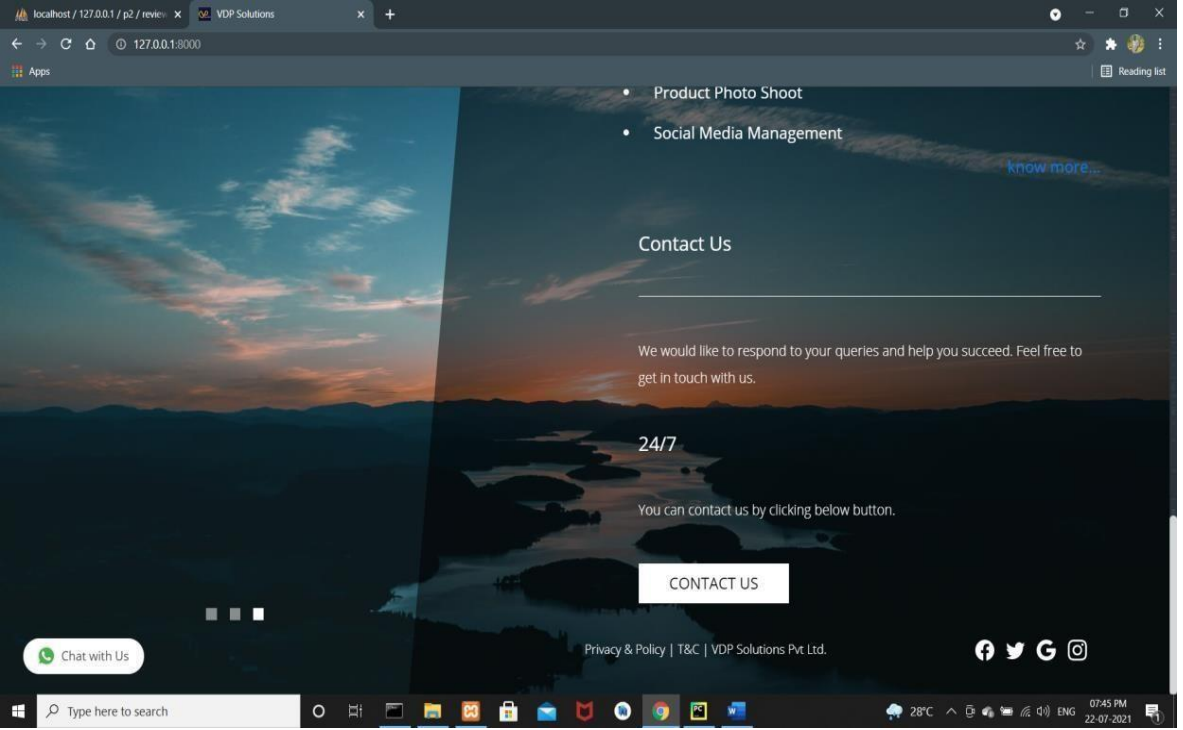 localhost / 127.0.0.1 / p2 / review
VDP Solutions
127.0.0.1:8000
Apps
Reading list
• Product Photo Shoot
• Social Media Management
know more...
Contact Us
We would like to respond to your queries and help you succeed. Feel free to
get in touch with us.
24/7
You can contact us by clicking below button.
CONTACT US
Chat with Us
Privacy & Policy | T&C | VDP Solutions Pvt Ltd.
Type here to search
28°C
ENG
07:45 PM
22-07-2021